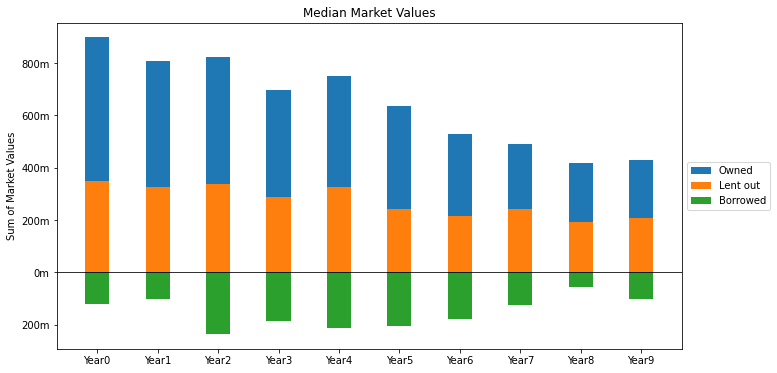 Median Market Values
Sum of Market Values
800m
600m
400m
200m
0m
200m
Year0 Year1 Year2 Year3 Year4 Year5 Year6 Year7 Year8 Year9
Owned
Lent out
Borrowed